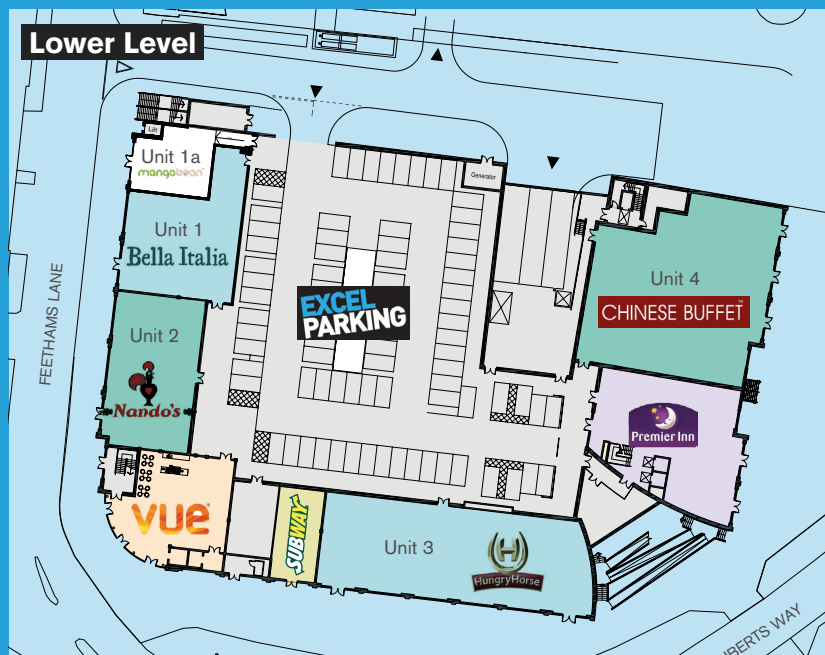 Lower Level
Lift
Unit 1a
mangobean
Unit 1
Bella Italia
Generator
Unit 4
CHINESE BUFFET
EXCEL
PARKING
FEETHAMS LANE
Unit 2
Nando's
Premier Inn
vue
SUBWAY
Unit 3
H
HungryHorse
BERTS WAY